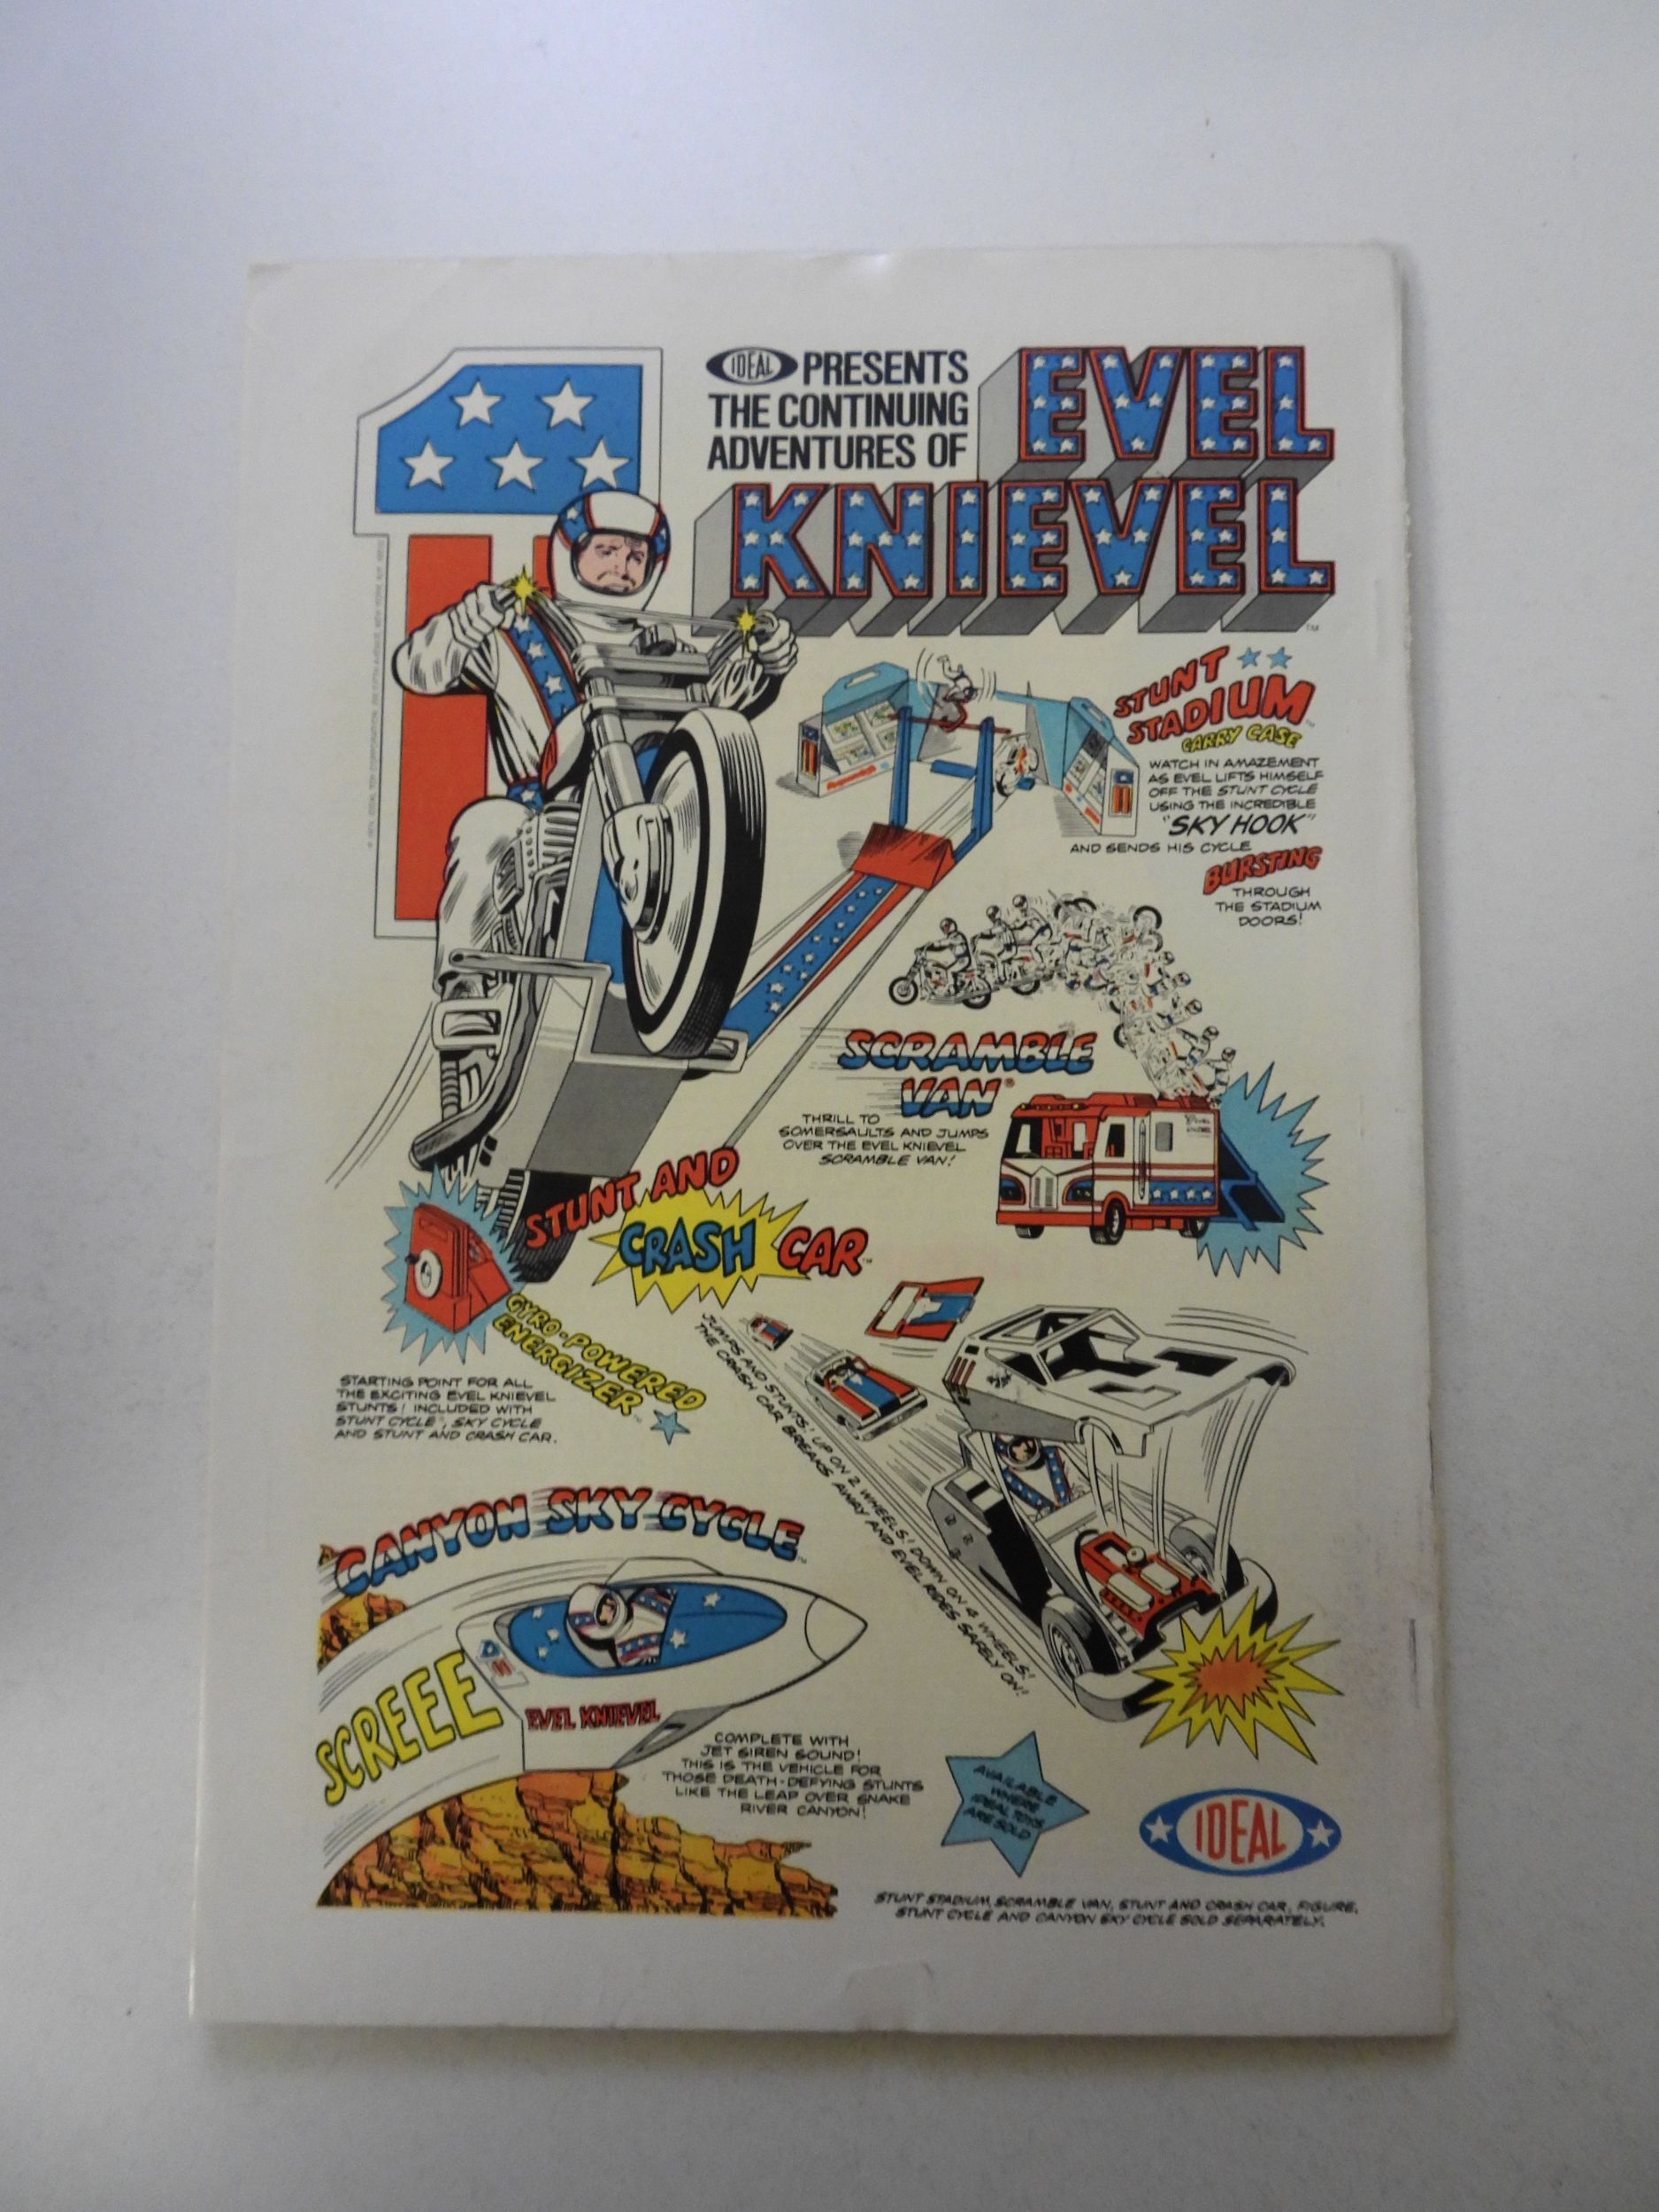 IDEAL PRESENTS
THE CONTINUING
ADVENTURES OF
EVEL
KNIEVEL
TM
STUNT
STADIUM
CARRY CASE
WATCH IN AMAZEMENT
AS EVEL LIFTS HIMSELF
OFF THE STUNT CYCLE
USING THE INCREDIBLE
"SKY HOOK"
AND SENDS HIS CYCLE
BURSTING
THROUGH
THE STADIUM
DOORS!
SCRAMBLE
VAN®
THRILL TO
SOMERSAULTS AND JUMPS
OVER THE EVEL KNIEVEL
SCRAMBLE VAN!
STUNT AND
CRASH CAR
GYRO-POWERED
ENERGIZER
STARTING POINT FOR ALL
THE EXCITING EVEL KNIEVEL
STUNTS! INCLUDED WITH
STUNT CYCLE, SKY CYCLE
AND STUNT AND CRASH CAR.
JUMPS AND STUNTS! UP ON 2 WHEELS! DOWN ON 4 WHEELS!
THE CRASH CAR BREAKS AWAY AND EVEL RIDES SAFELY ON!
CANYON SKY CYCLE
SCREEE
EVEL KNIEVEL
COMPLETE WITH
JET SIREN SOUND!
THIS IS THE VEHICLE FOR
THOSE DEATH-DEFYING STUNTS
LIKE THE LEAP OVER SNAKE
RIVER CANYON!
AVAILABLE
WHERE
IDEAL TOYS
ARE SOLD
IDEAL
STUNT STADIUM, SCRAMBLE VAN, STUNT AND CRASH CAR, FIGURE,
STUNT CYCLE AND CANYON SKY CYCLE SOLD SEPARATELY.